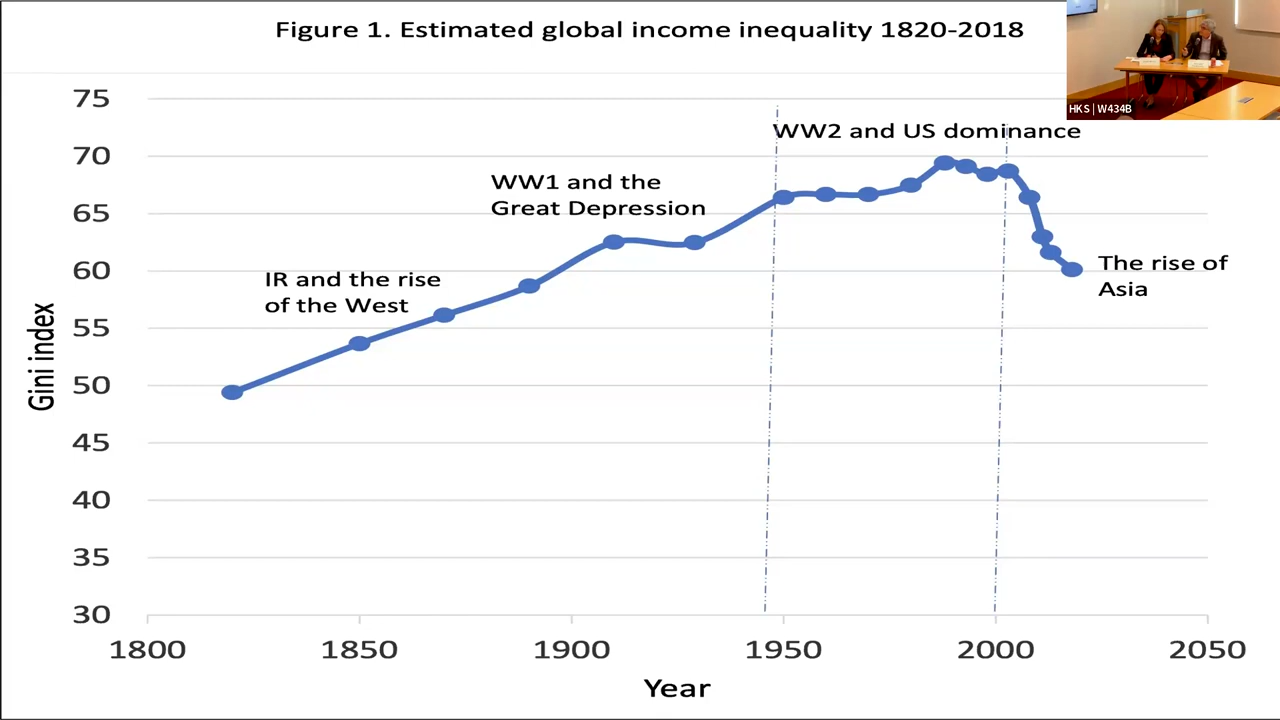 Figure 1. Estimated global income inequality 1820-2018
HKS | W434B
75
70
65
60
55
50
45
40
35
30
Gini index
WW2 and US dominance
WW1 and the
Great Depression
IR and the rise
of the West
The rise of
Asia
1800
1850
1900
1950
2000
2050
Year